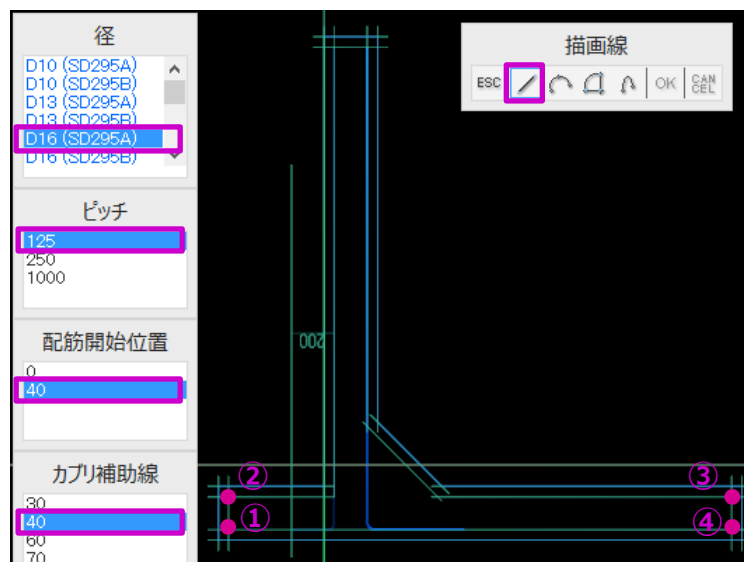 径
D10 (SD295A)
D10 (SD295B)
D13 (SD295A)
D13 (SD295B)
D16 (SD295A)
D16 (SD295B)
ピッチ
125
250
1000
配筋開始位置
0
40
カブリ補助線
30
40
60
70
描画線
ESC OK CAN
CEL
200
② ③
① ④